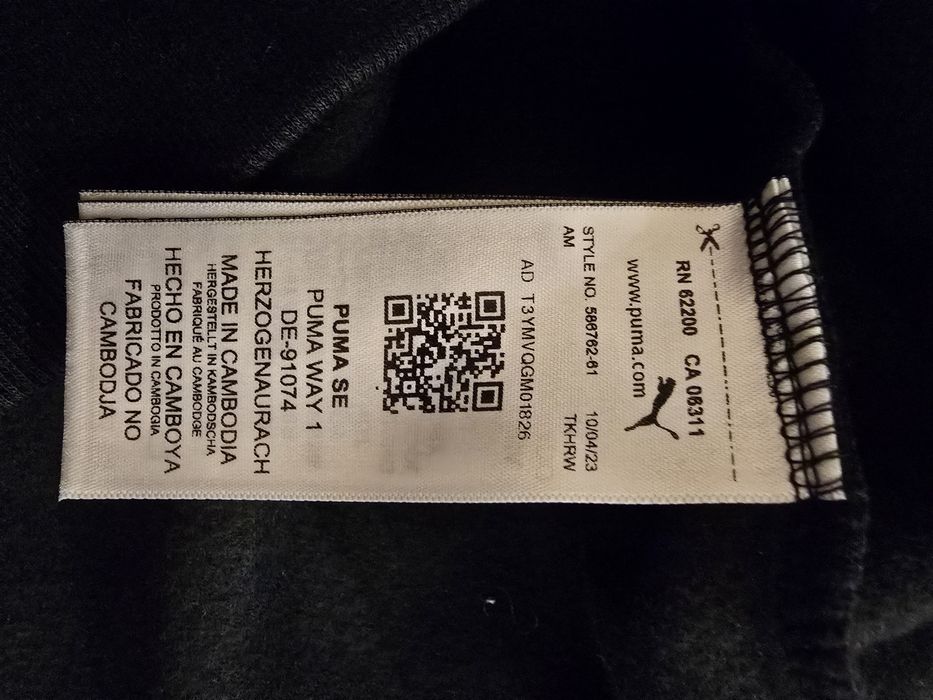 RN 62200 CA 06311
www.puma.com
STYLE NO. 586762-61 10/04/23
AM TKHRW
AD T3YMVQGM01826
PUMA SE
PUMA WAY 1
DE-91074
HERZOGENAURACH
MADE IN CAMBODIA
HERGESTELLT IN KAMBODSCHA
FABRIQUÉ AU CAMBODGE
HECHO EN CAMBOYA
PRODOTTO IN CAMBOGIA
FABRICADO NO
CAMBODJA